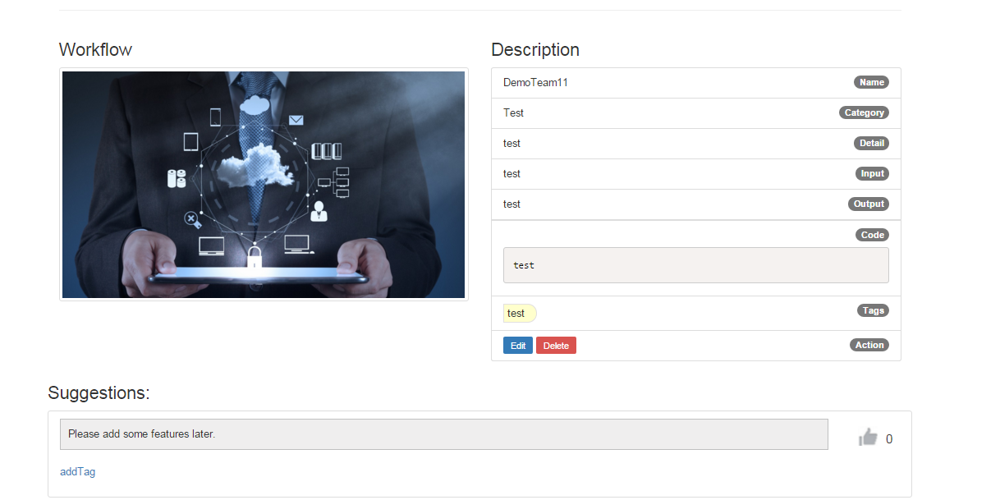 Workflow
Description
DemoTeam11 Name
Test Category
test Detail
test Input
test Output
Code
test
test Tags
Edit Delete Action
Suggestions:
Please add some features later. 0
addTag